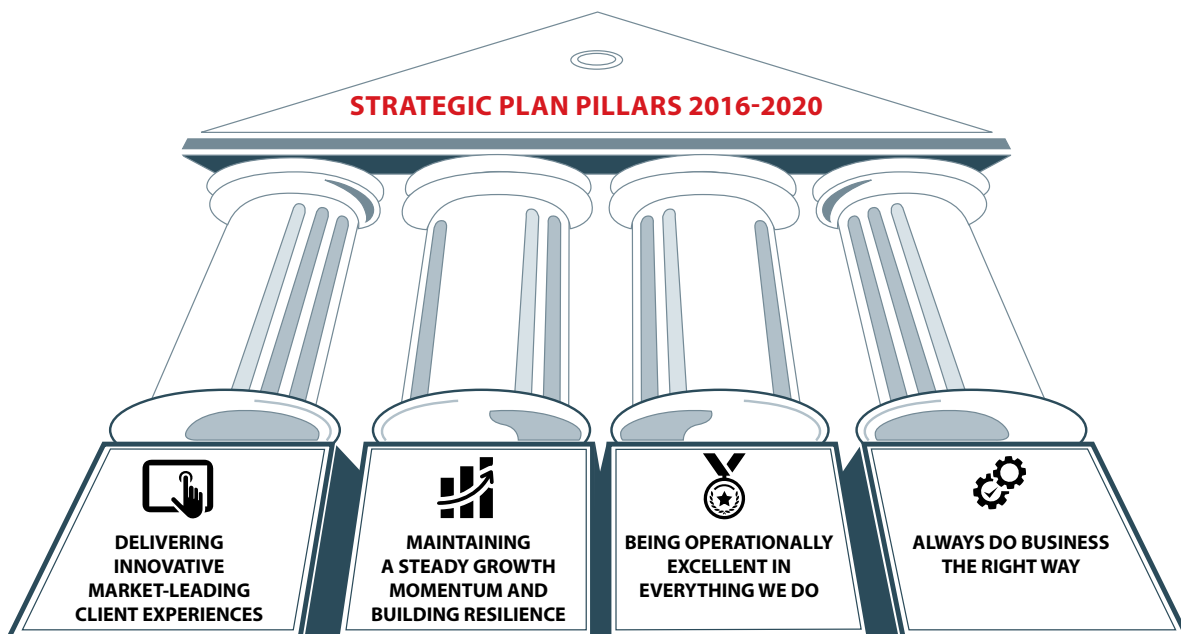 STRATEGIC PLAN PILLARS 2016-2020
DELIVERING
INNOVATIVE
MARKET-LEADING
CLIENT EXPERIENCES
MAINTAINING
A STEADY GROWTH
MOMENTUM AND
BUILDING RESILIENCE
BEING OPERATIONALLY
EXCELLENT IN
EVERYTHING WE DO
ALWAYS DO BUSINESS
THE RIGHT WAY